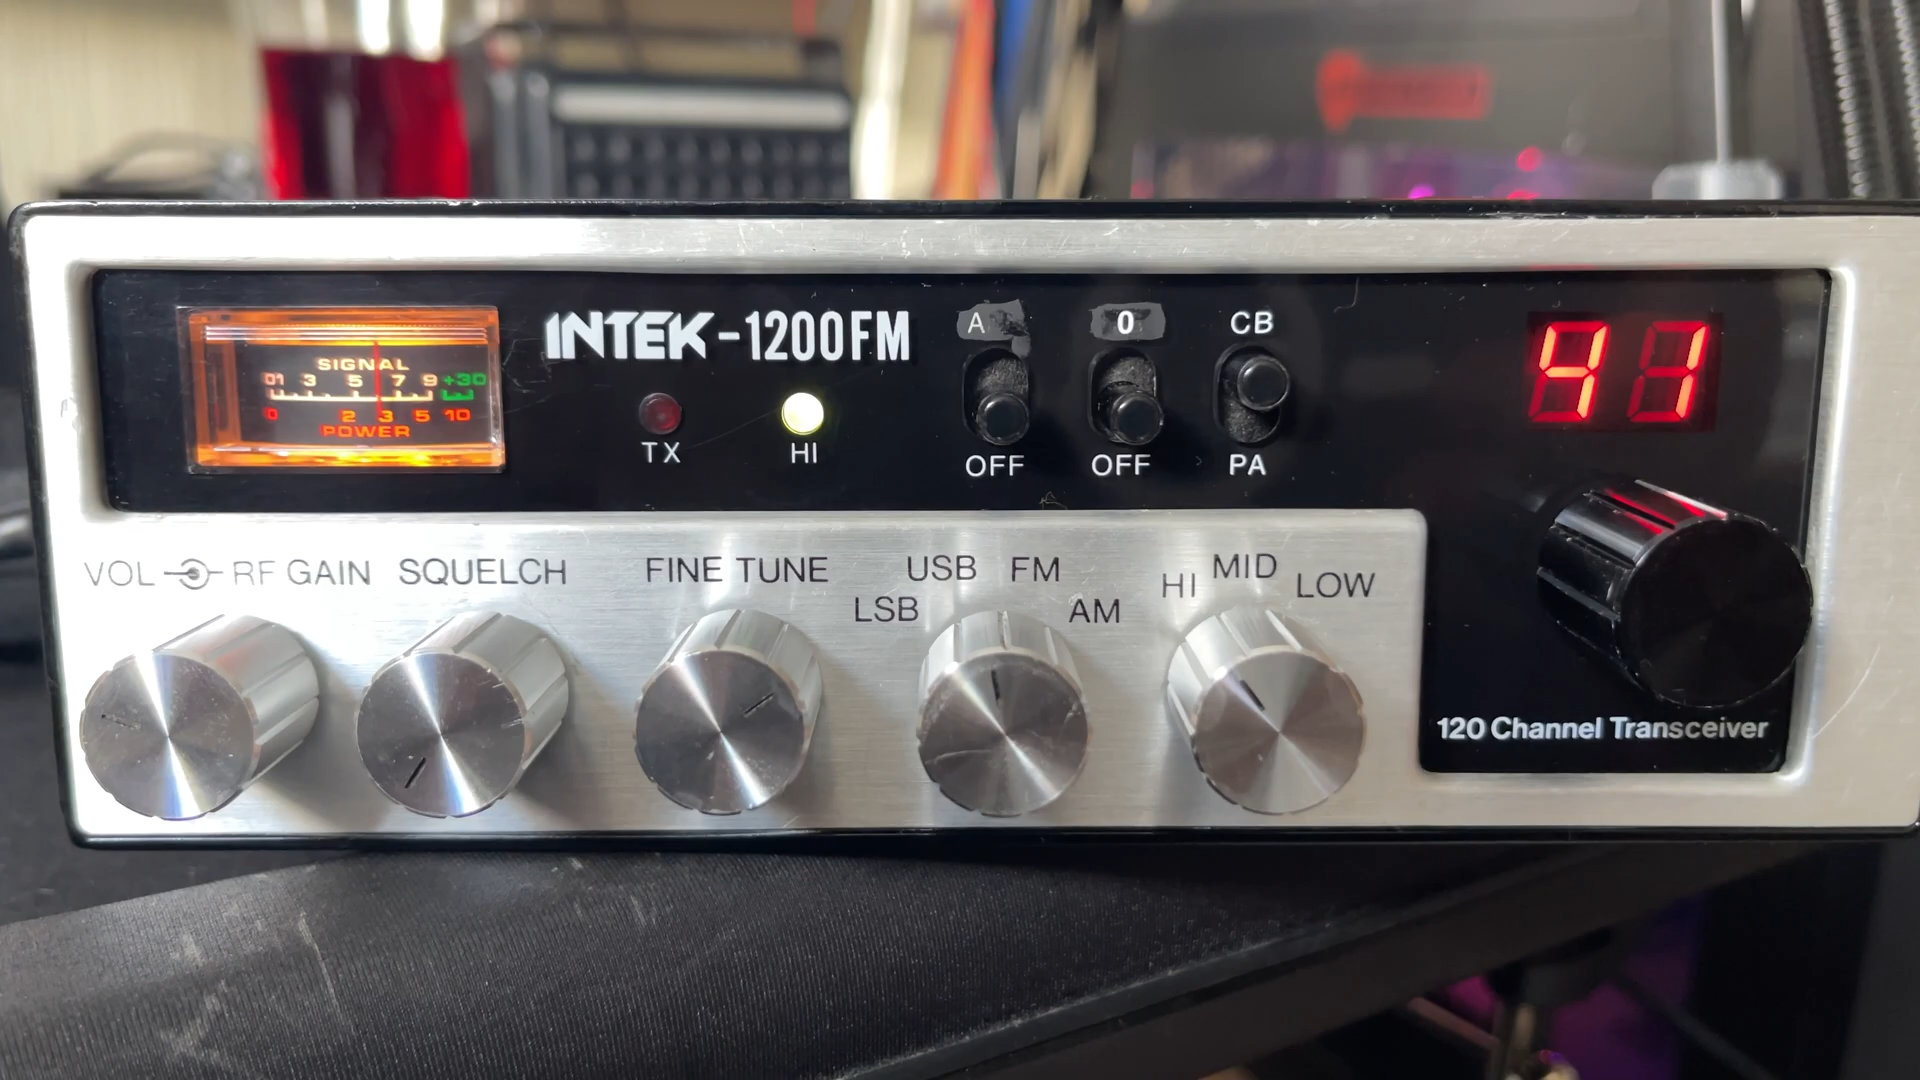 INTEK-1200FM
A
0
CB
SIGNAL
01 3 5 7 9 +30
0 2 3 5 10
POWER
TX
HI
OFF
OFF
PA
91
VOL RF GAIN
SQUELCH
FINE TUNE
LSB
USB
FM
AM
HI
MID
LOW
120 Channel Transceiver